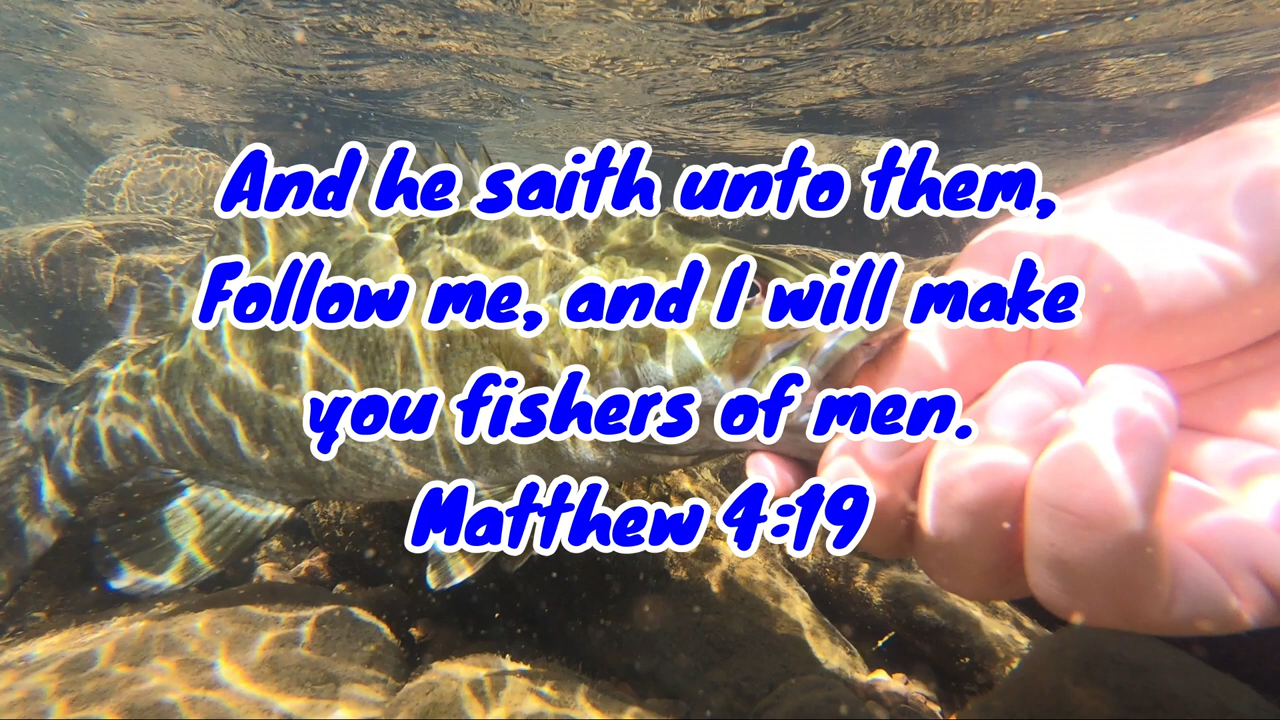 And he saith unto them,
Follow me, and I will make
you fishers of men.
Matthew 4:19